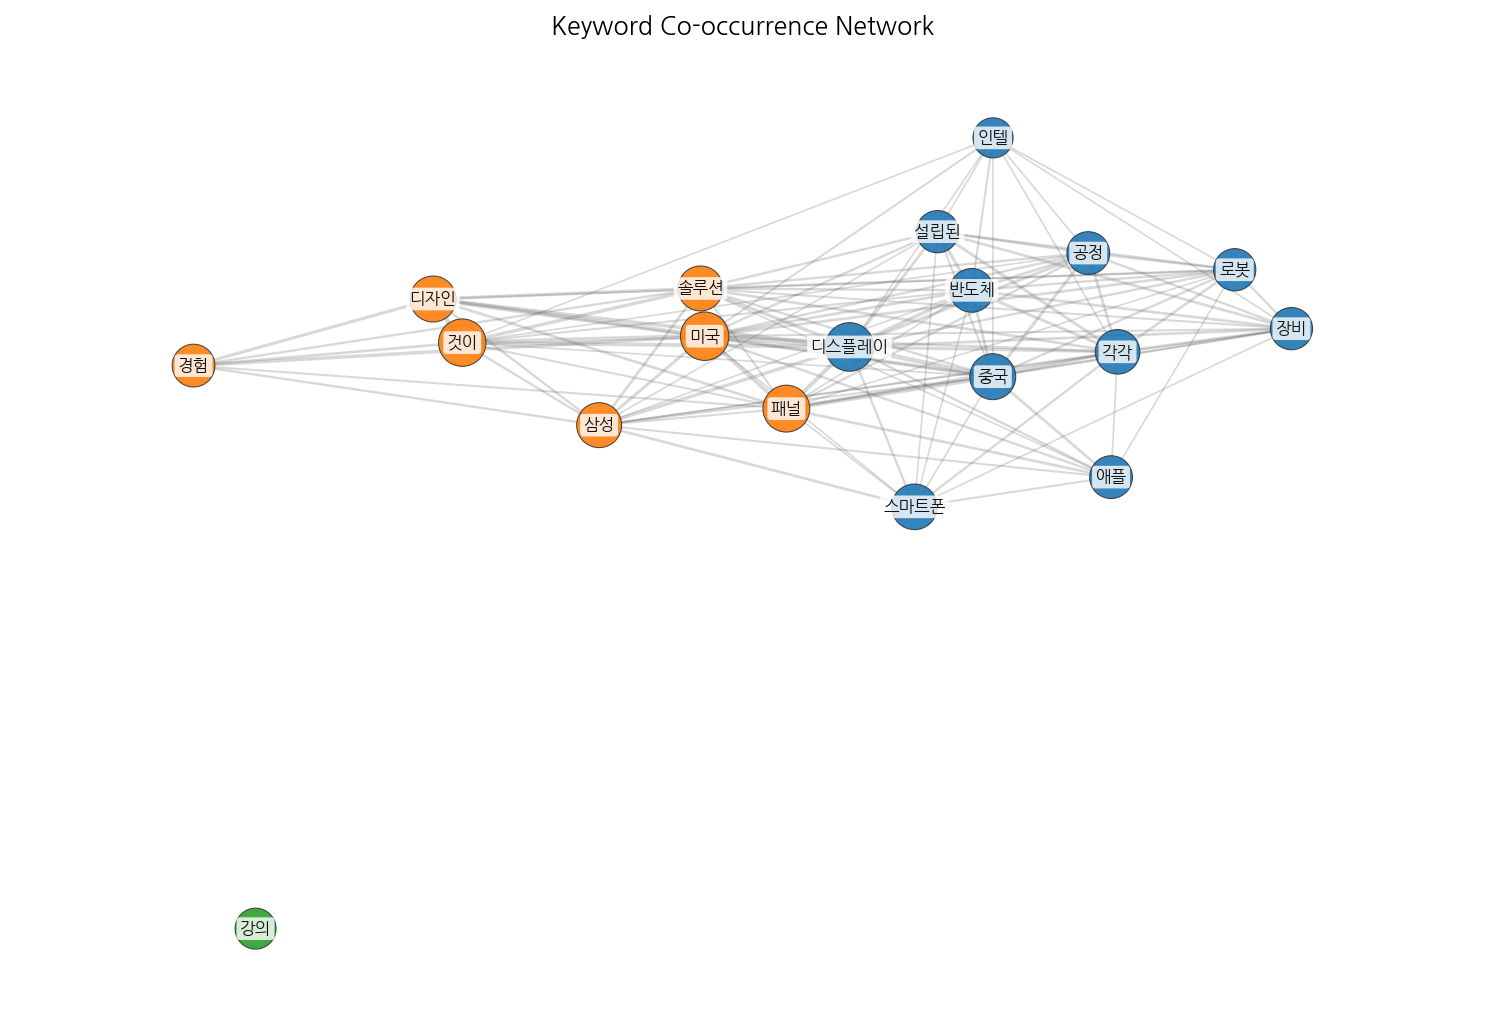 Keyword Co-occurrence Network
인텔
설립된
공정
로봇
솔루션
반도체
디자인
장비
미국
것이
디스플레이
각각
경험
중국
패널
삼성
애플
스마트폰
강의